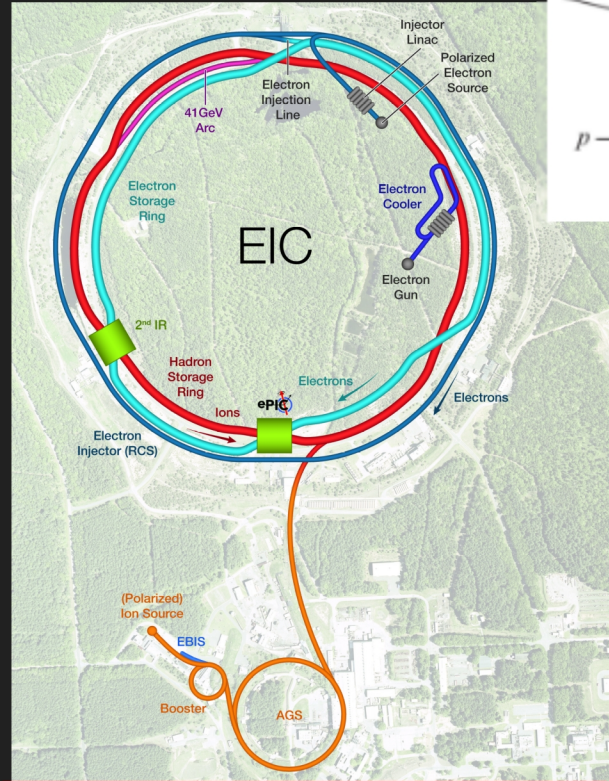 Injector
Linac
Polarized
Electron
Source
Electron
Injection
Line
41GeV
Arc
p
Electron
Storage
Ring
Electron
Cooler
EIC
Electron
Gun
2nd IR
Hadron
Storage
Ring
Electrons
ePIC
Ions
Electrons
Electron
Injector (RCS)
(Polarized)
Ion Source
EBIS
Booster
AGS